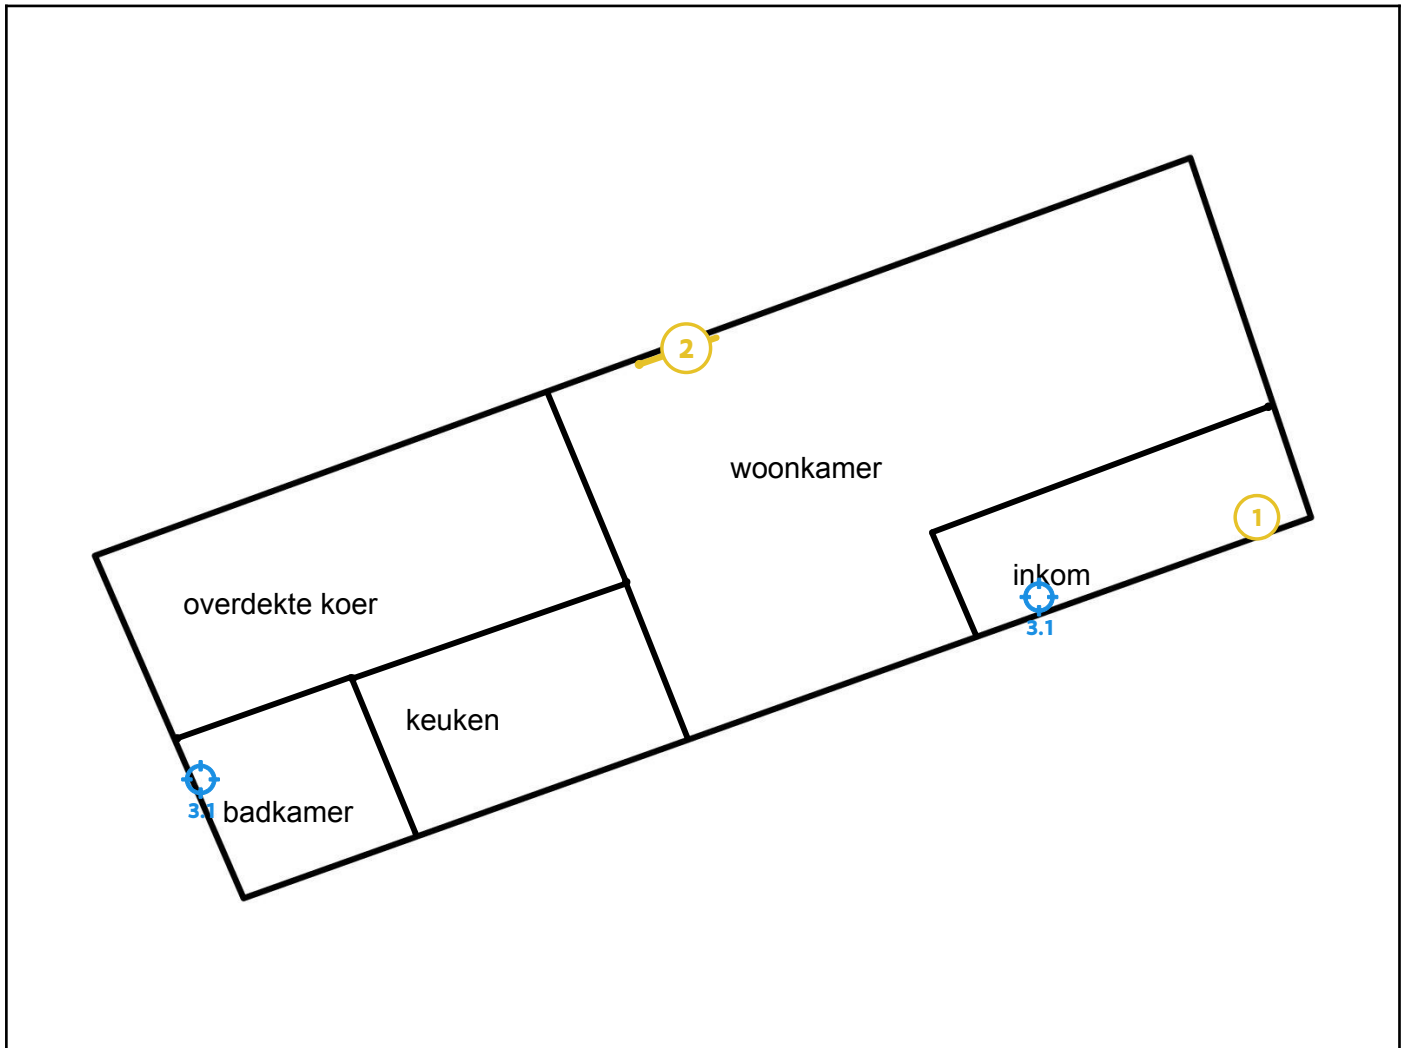 2
woonkamer
1
inkom
3.1
overdekte koer
keuken
3.1
badkamer